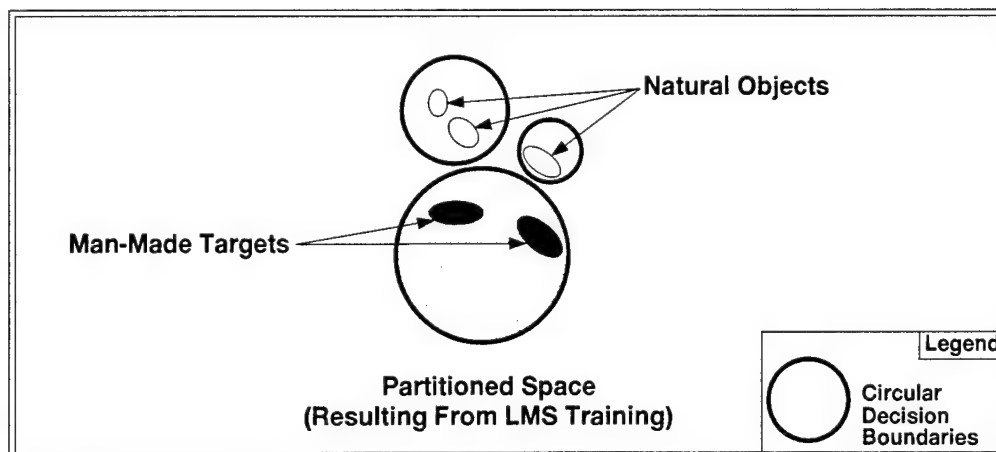 Natural Objects
Man-Made Targets
Partitioned Space
(Resulting From LMS Training)
Legend
Circular
Decision
Boundaries